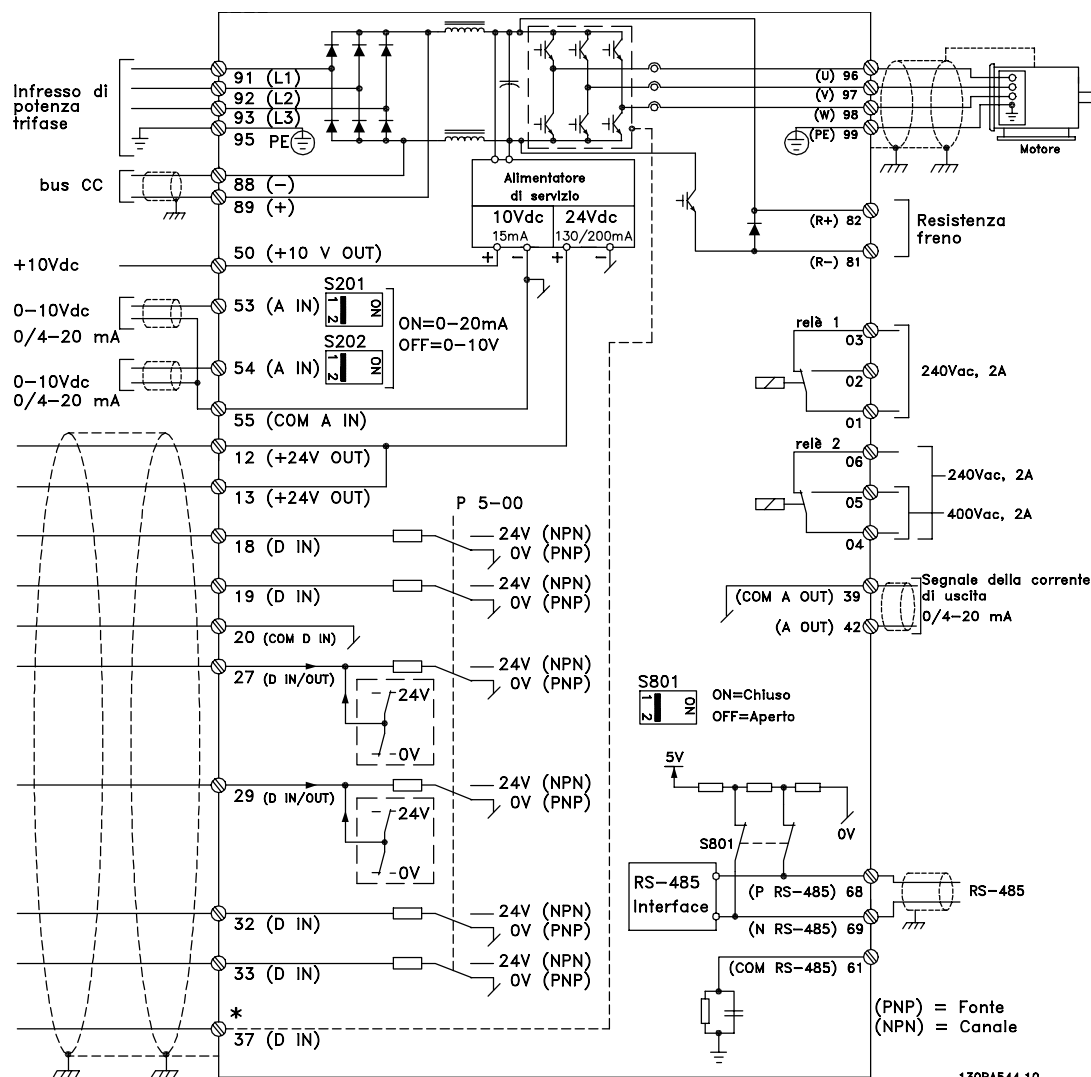 Infresso di
potenza
trifase
91 (L1)
92 (L2)
93 (L3)
95 PE
bus CC
88 (-)
89 (+)
+10Vdc
50 (+10 V OUT)
0-10Vdc
0/4-20 mA
53 (A IN)
S201
1 2
ON
ON=0-20mA
OFF=0-10V
S202
1 2
ON
0-10Vdc
0/4-20 mA
54 (A IN)
55 (COM A IN)
12 (+24V OUT)
13 (+24V OUT)
P 5-00
18 (D IN)
24V (NPN)
0V (PNP)
19 (D IN)
24V (NPN)
0V (PNP)
20 (COM D IN)
27 (D IN/OUT)
24V (NPN)
0V (PNP)
24V
0V
29 (D IN/OUT)
24V (NPN)
0V (PNP)
24V
0V
32 (D IN)
24V (NPN)
0V (PNP)
33 (D IN)
24V (NPN)
0V (PNP)
*
37 (D IN)
Alimentatore
di servizio
10Vdc
15mA
24Vdc
130/200mA
+ - + -
(U) 96
(V) 97
(W) 98
(PE) 99
Motore
(R+) 82
Resistenza
freno
(R-) 81
relè 1
03
02
01
240Vac, 2A
relè 2
06
05
04
240Vac, 2A
400Vac, 2A
(COM A OUT) 39
(A OUT) 42
Segnale della corrente
di uscita
0/4-20 mA
S801
1 2
ON
ON=Chiuso
OFF=Aperto
5V
0V
S801
RS-485
Interface
(P RS-485) 68
(N RS-485) 69
RS-485
(COM RS-485) 61
(PNP) = Fonte
(NPN) = Canale